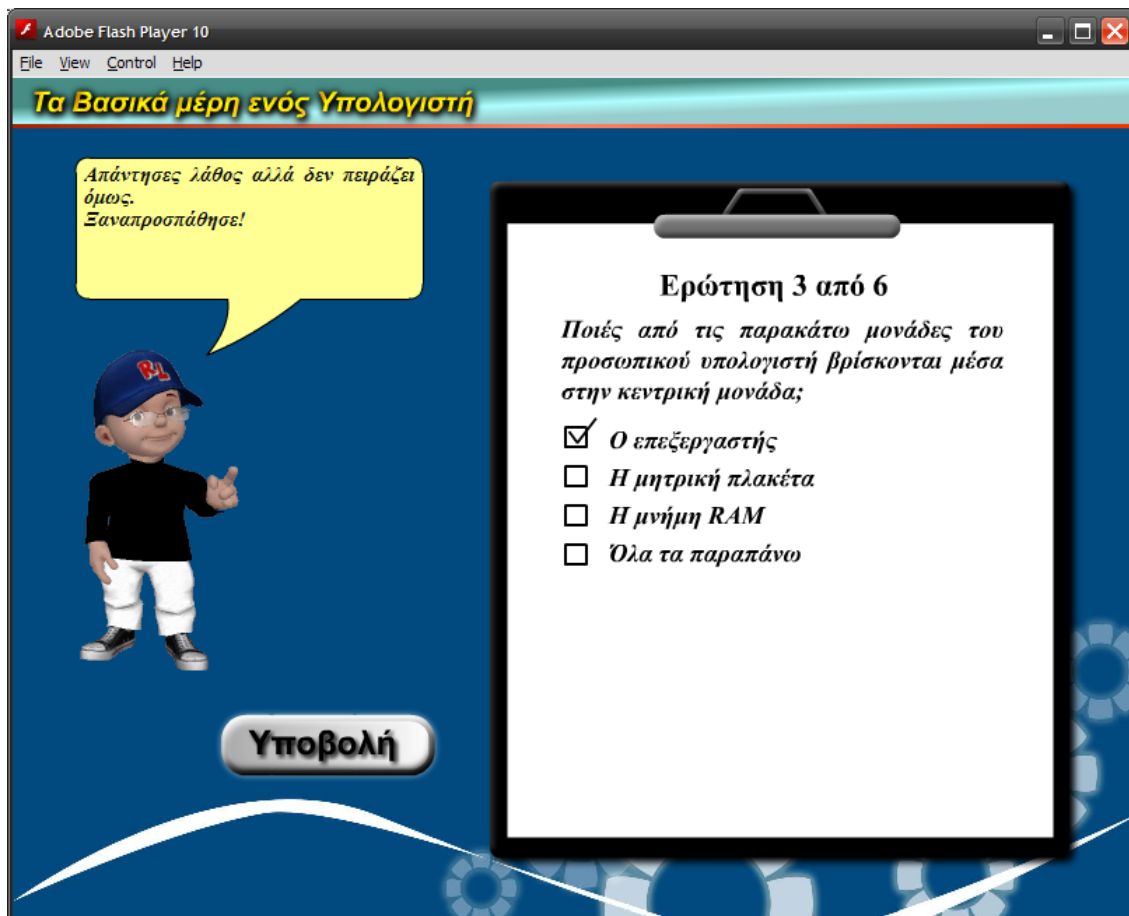 Adobe Flash Player 10
File View Control Help
Τα Βασικά μέρη ενός Υπολογιστή
Απάντησες λάθος αλλά δεν πειράζει
όμως.
Ξαναπροσπάθησε!
RL
Ερώτηση 3 από 6
Ποιές από τις παρακάτω μονάδες του
προσωπικού υπολογιστή βρίσκονται μέσα
στην κεντρική μονάδα;
Ο επεξεργαστής
Η μητρική πλακέτα
Η μνήμη RAM
Όλα τα παραπάνω
Υποβολή